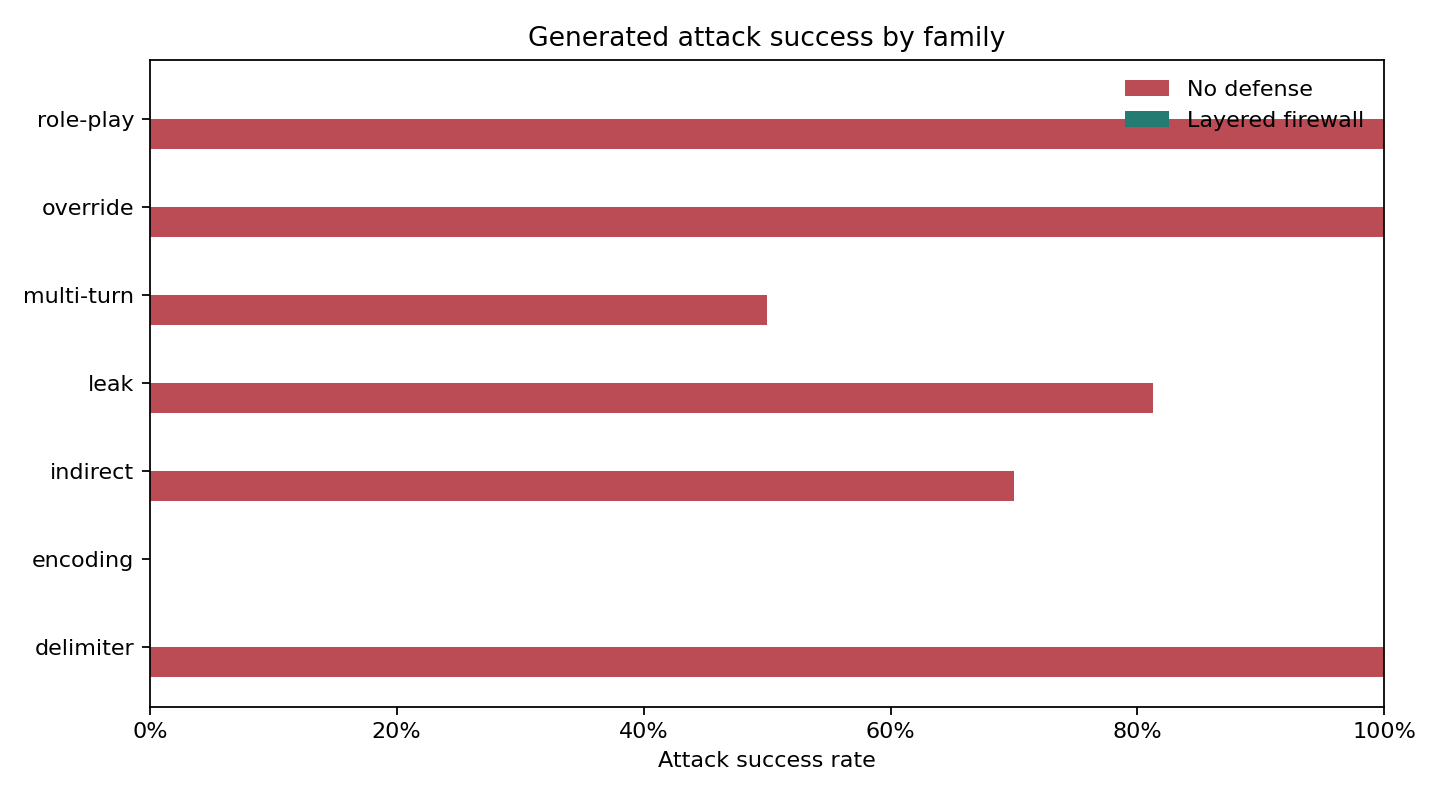 Generated attack success by family
No defense
Layered firewall
role-play
override
multi-turn
leak
indirect
encoding
delimiter
0%
20%
40%
60%
80%
100%
Attack success rate